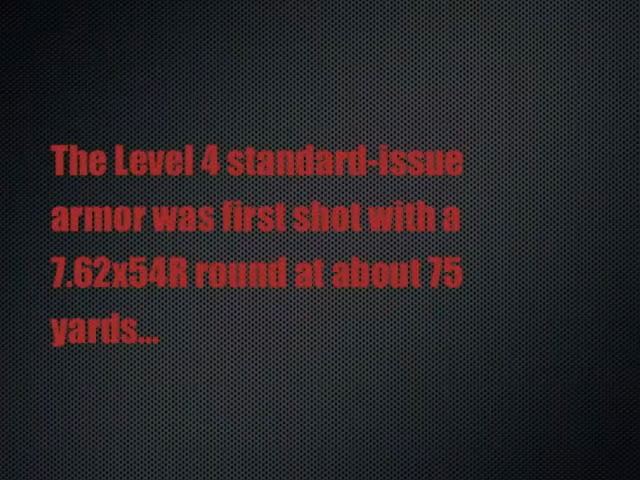 The Level 4 standard-issue
armor was first shot with a
7.62x54R round at about 75
yards...